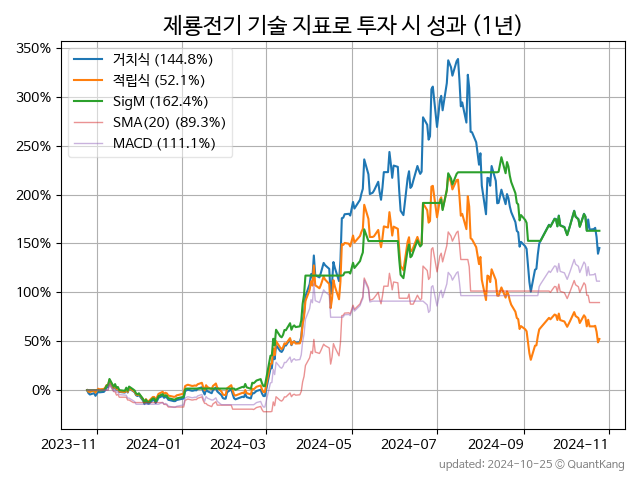 제룡전기 기술 지표로 투자 시 성과 (1년)
350%
300%
250%
200%
150%
100%
50%
0%
거치식 (144.8%)
적립식 (52.1%)
SigM (162.4%)
SMA(20) (89.3%)
MACD (111.1%)
2023-11
2024-01
2024-03
2024-05
2024-07
2024-09
2024-11
updated: 2024-10-25 © QuantKang